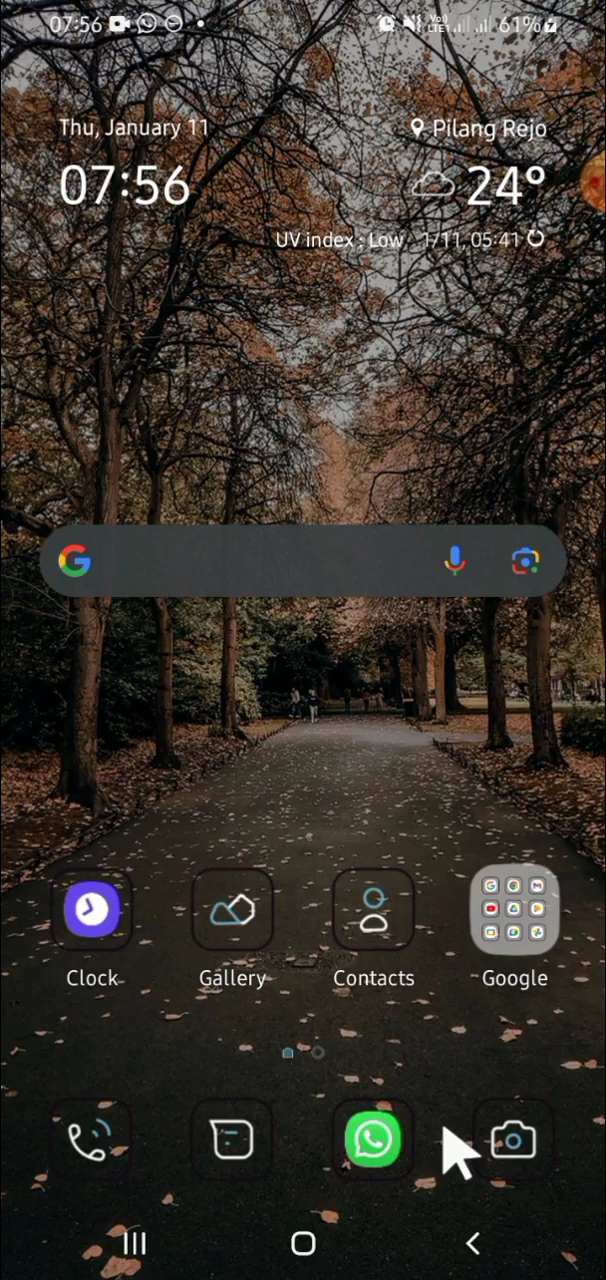 07:56 61%
Thu, January 11
Pilang Rejo
07:56
24°
UV index : Low 1/11, 05:41
Clock Gallery Contacts Google